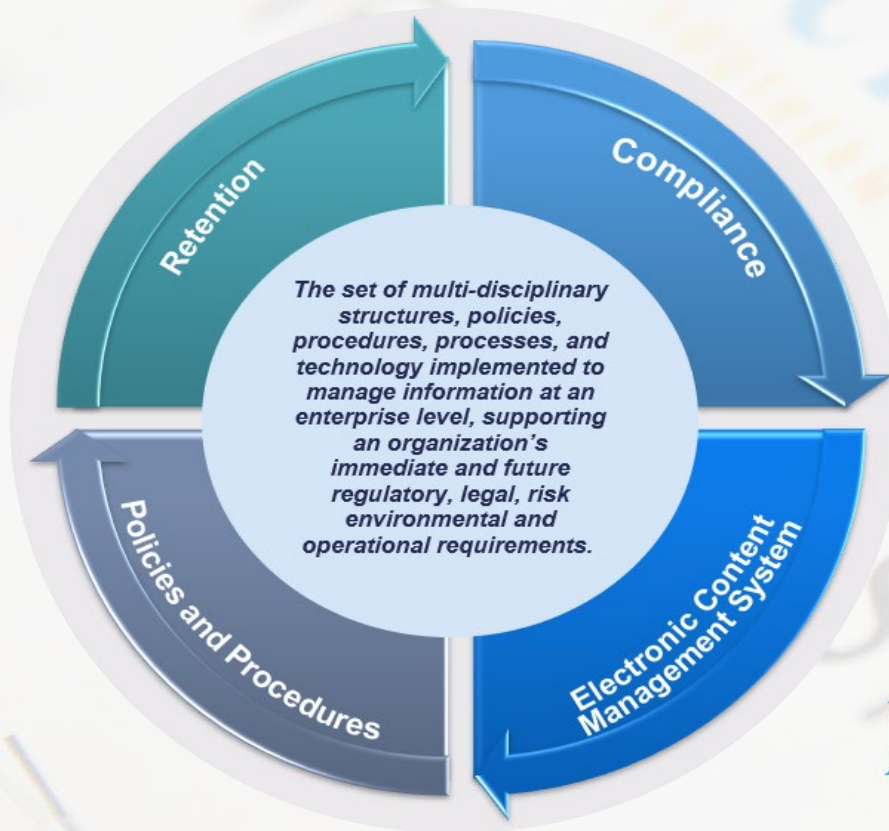 Retention
Compliance
The set of multi-disciplinary
structures, policies,
procedures, processes, and
technology implemented to
manage information at an
enterprise level, supporting
an organization’s
immediate and future
regulatory, legal, risk
environmental and
operational requirements.
Policies and Procedures
Electronic Content
Management System